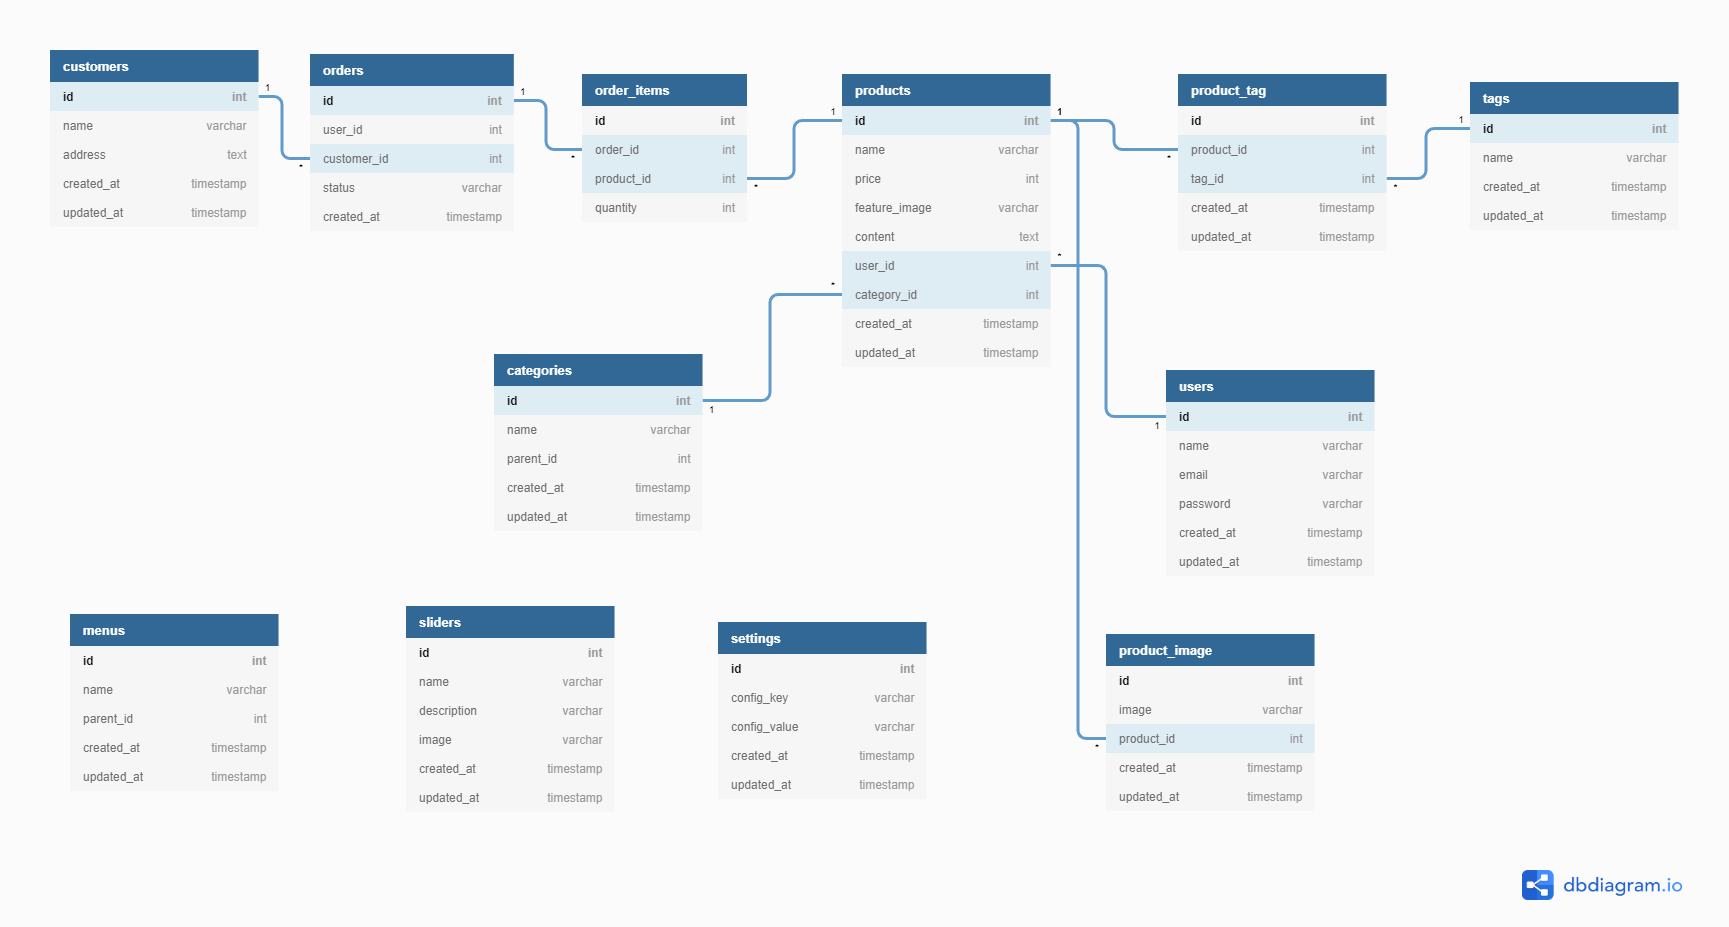 customers
id int
name varchar
address text
created_at timestamp
updated_at timestamp
1
*
orders
id int
user_id int
customer_id int
status varchar
created_at timestamp
1
*
order_items
id int
order_id int
product_id int
quantity int
*
1
products
id int
name varchar
price int
feature_image varchar
content text
user_id int
category_id int
created_at timestamp
updated_at timestamp
1
*
*
*
product_tag
id int
product_id int
tag_id int
created_at timestamp
updated_at timestamp
*
1
tags
id int
name varchar
created_at timestamp
updated_at timestamp
categories
id int
name varchar
parent_id int
created_at timestamp
updated_at timestamp
1
1
users
id int
name varchar
email varchar
password varchar
created_at timestamp
updated_at timestamp
menus
id int
name varchar
parent_id int
created_at timestamp
updated_at timestamp
sliders
id int
name varchar
description varchar
image varchar
created_at timestamp
updated_at timestamp
settings
id int
config_key varchar
config_value varchar
created_at timestamp
updated_at timestamp
*
product_image
id int
image varchar
product_id int
created_at timestamp
updated_at timestamp
dbdiagram.io